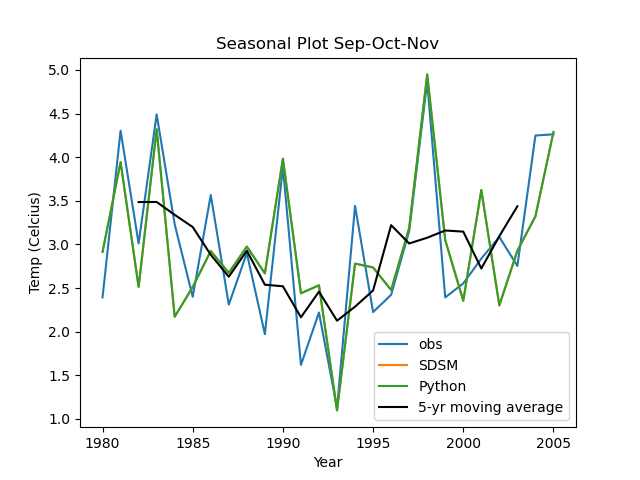 Seasonal Plot Sep-Oct-Nov
Temp (Celcius)
5.0
4.5
4.0
3.5
3.0
2.5
2.0
1.5
1.0
obs
SDSM
Python
5-yr moving average
1980 1985 1990 1995 2000 2005
Year